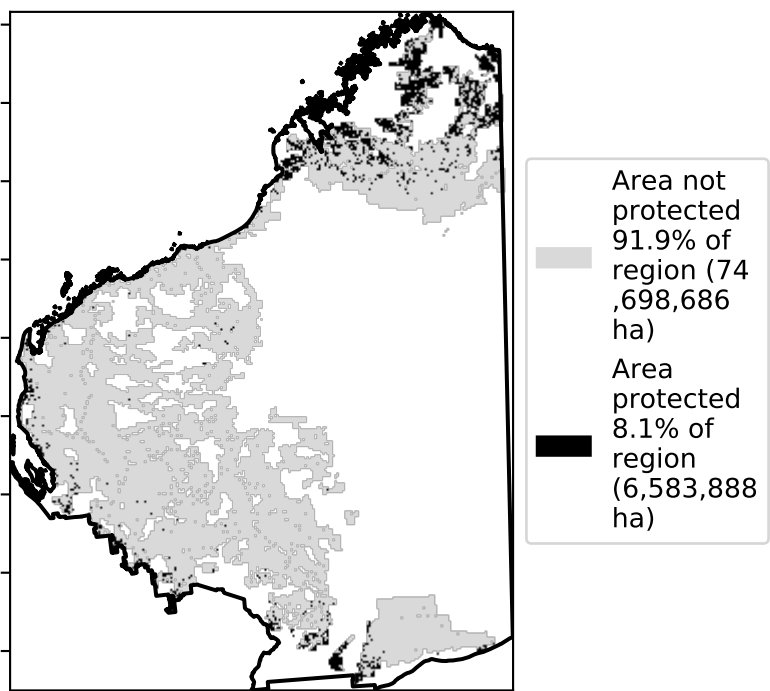 Area not
protected
91.9% of
region (74
,698,686
ha)
Area
protected
8.1% of
region
(6,583,888
ha)